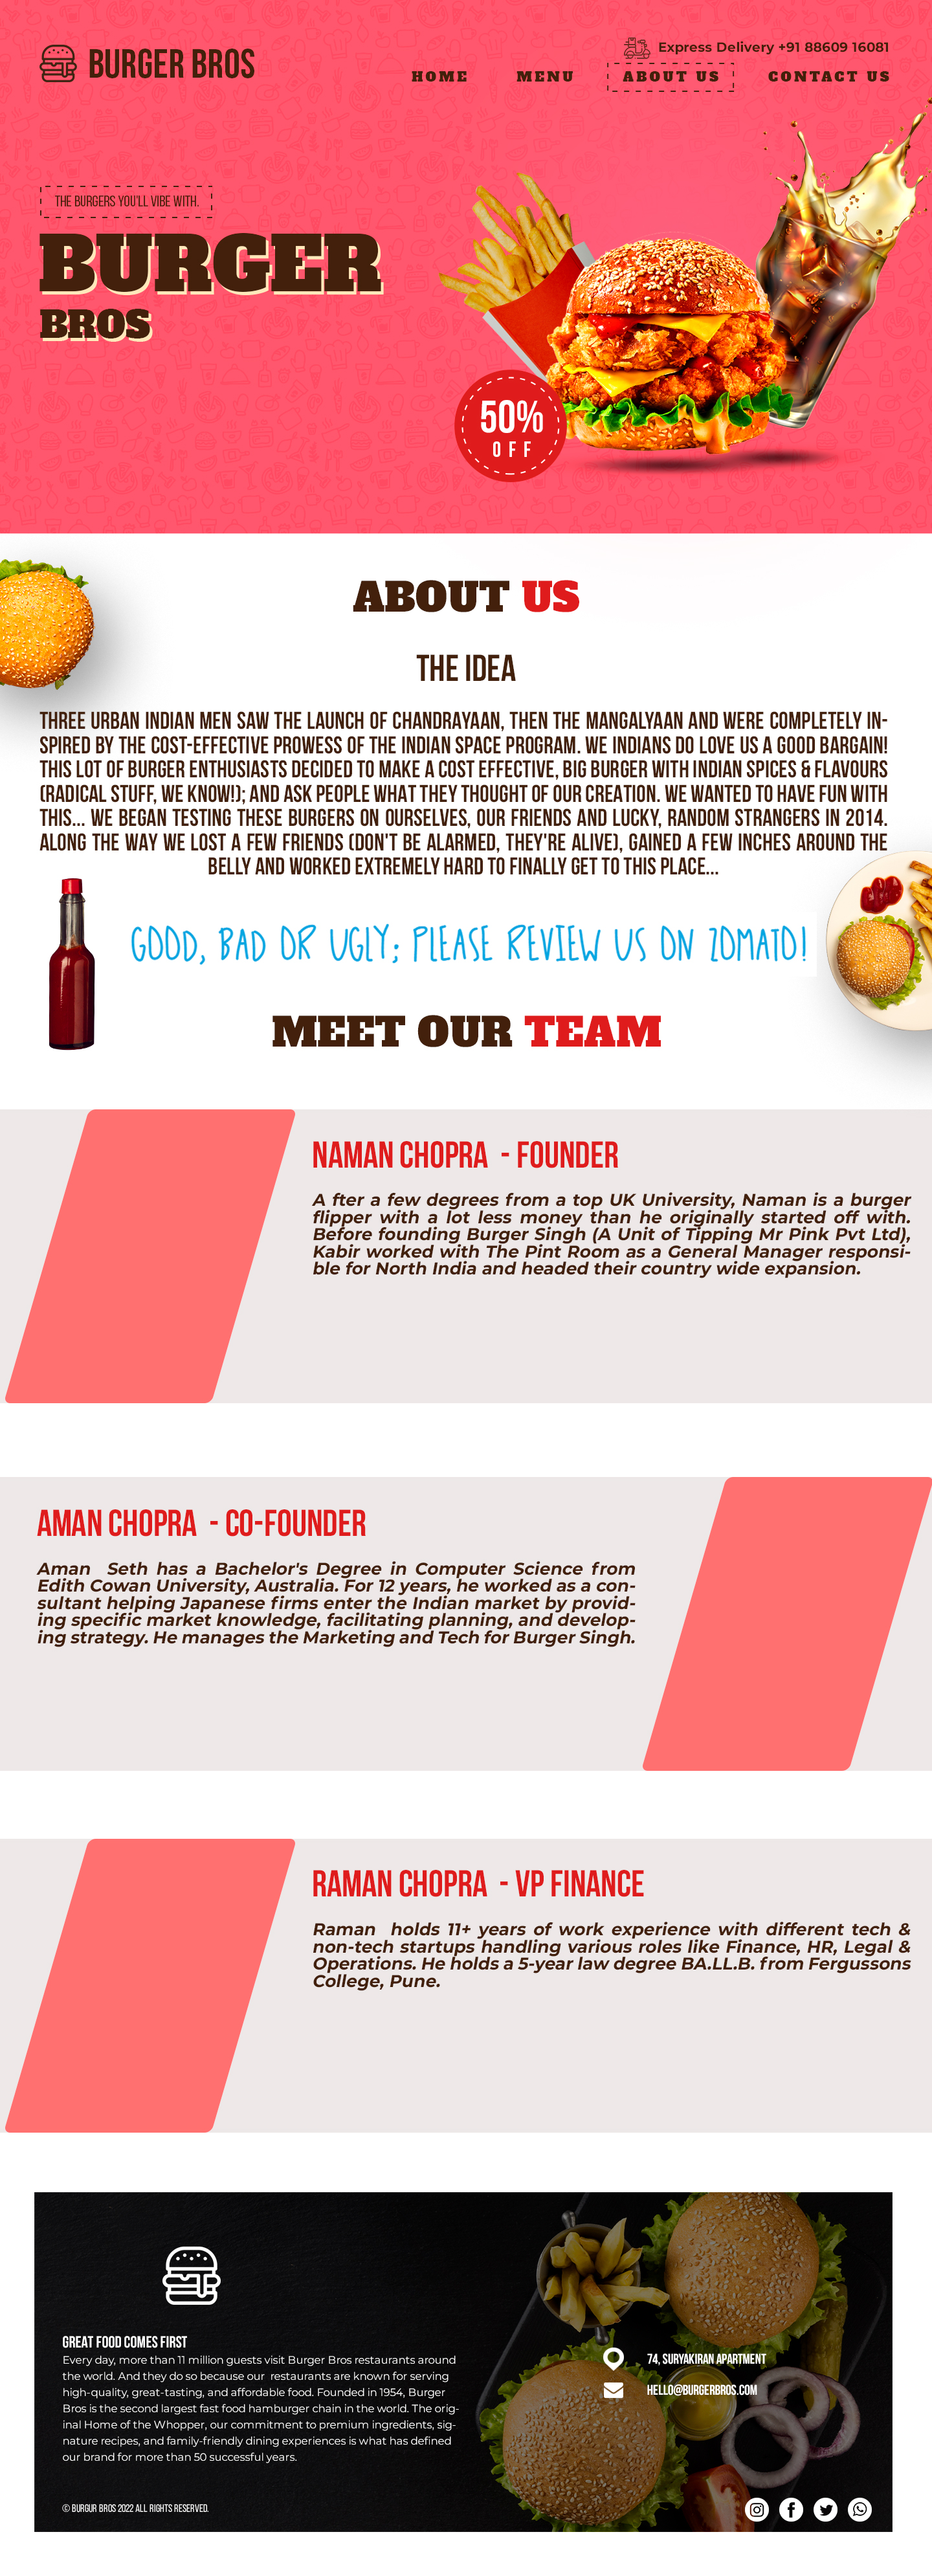 BURGER BROS
Express Delivery +91 88609 16081
HOME MENU ABOUT US CONTACT US
THE BURGERS YOU'LL VIBE WITH.
BURGER
BROS
50%
OFF
ABOUT US
THE IDEA
THREE URBAN INDIAN MEN SAW THE LAUNCH OF CHANDRAYAAN, THEN THE MANGALYAAN AND WERE COMPLETELY IN-
SPIRED BY THE COST-EFFECTIVE PROWESS OF THE INDIAN SPACE PROGRAM. WE INDIANS DO LOVE US A GOOD BARGAIN!
THIS LOT OF BURGER ENTHUSIASTS DECIDED TO MAKE A COST EFFECTIVE, BIG BURGER WITH INDIAN SPICES & FLAVOURS
(RADICAL STUFF, WE KNOW!); AND ASK PEOPLE WHAT THEY THOUGHT OF OUR CREATION. WE WANTED TO HAVE FUN WITH
THIS... WE BEGAN TESTING THESE BURGERS ON OURSELVES, OUR FRIENDS AND LUCKY, RANDOM STRANGERS IN 2014.
ALONG THE WAY WE LOST A FEW FRIENDS (DON'T BE ALARMED, THEY'RE ALIVE), GAINED A FEW INCHES AROUND THE
BELLY AND WORKED EXTREMELY HARD TO FINALLY GET TO THIS PLACE...
GOOD, BAD OR UGLY; PLEASE REVIEW US ON ZOMATO!
MEET OUR TEAM
NAMAN CHOPRA - FOUNDER
A fter a few degrees from a top UK University, Naman is a burger
flipper with a lot less money than he originally started off with.
Before founding Burger Singh (A Unit of Tipping Mr Pink Pvt Ltd),
Kabir worked with The Pint Room as a General Manager responsi-
ble for North India and headed their country wide expansion.
AMAN CHOPRA - CO-FOUNDER
Aman Seth has a Bachelor's Degree in Computer Science from
Edith Cowan University, Australia. For 12 years, he worked as a con-
sultant helping Japanese firms enter the Indian market by provid-
ing specific market knowledge, facilitating planning, and develop-
ing strategy. He manages the Marketing and Tech for Burger Singh.
RAMAN CHOPRA - VP FINANCE
Raman holds 11+ years of work experience with different tech &
non-tech startups handling various roles like Finance, HR, Legal &
Operations. He holds a 5-year law degree BA.LL.B. from Fergussons
College, Pune.
GREAT FOOD COMES FIRST
Every day, more than 11 million guests visit Burger Bros restaurants around
the world. And they do so because our restaurants are known for serving
high-quality, great-tasting, and affordable food. Founded in 1954, Burger
Bros is the second largest fast food hamburger chain in the world. The orig-
inal Home of the Whopper, our commitment to premium ingredients, sig-
nature recipes, and family-friendly dining experiences is what has defined
our brand for more than 50 successful years.
74, SURYAKIRAN APARTMENT
HELLO@BURGERBROS.COM
© BURGUR BROS 2022 ALL RIGHTS RESERVED.